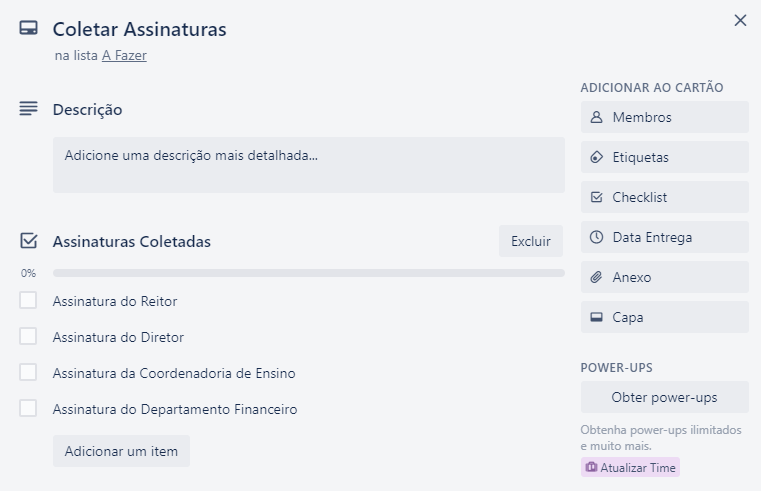 Coletar Assinaturas
na lista A Fazer
Descrição
Adicione uma descrição mais detalhada...
Assinaturas Coletadas
Excluir
0%
Assinatura do Reitor
Assinatura do Diretor
Assinatura da Coordenadoria de Ensino
Assinatura do Departamento Financeiro
Adicionar um item
ADICIONAR AO CARTÃO
Membros
Etiquetas
Checklist
Data Entrega
Anexo
Capa
POWER-UPS
Obter power-ups
Obtenha power-ups ilimitados
e muito mais.
Atualizar Time